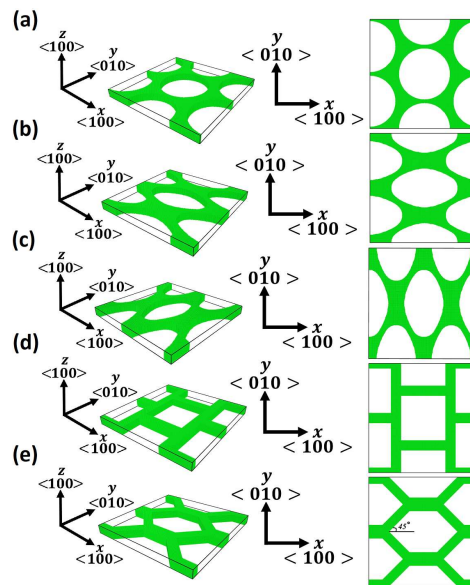 (a)
z
<100>
y
<010>
x
<100>
y
< 010 >
x
< 100 >
(b)
z
<100>
y
<010>
x
<100>
y
< 010 >
x
< 100 >
(c)
z
<100>
y
<010>
x
<100>
y
< 010 >
x
< 100 >
(d)
z
<100>
y
<010>
x
<100>
y
< 010 >
x
< 100 >
(e)
z
<100>
y
<010>
x
<100>
y
< 010 >
x
< 100 >
45°